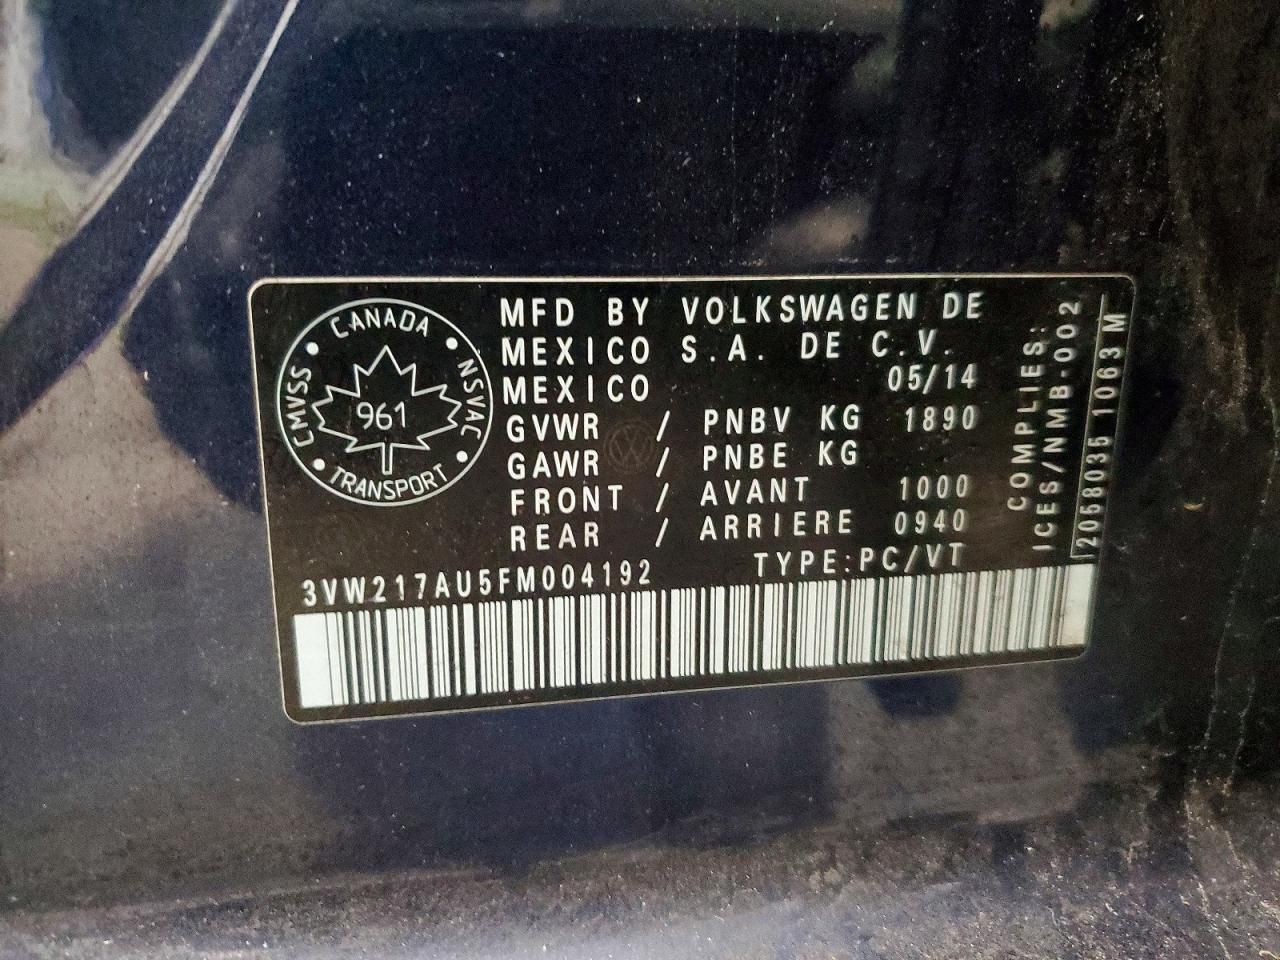 CANADA
CMVSS
NSVAC
961
TRANSPORT
MFD BY VOLKSWAGEN DE
MEXICO S.A. DE C.V.
MEXICO 05/14
GVWR / PNBV KG 1890
GAWR / PNBE KG
FRONT / AVANT 1000
REAR / ARRIERE 0940
3VW217AU5FM004192 TYPE:PC/VT
COMPLIES:
ICES/NMB-002
2058035 1063 M